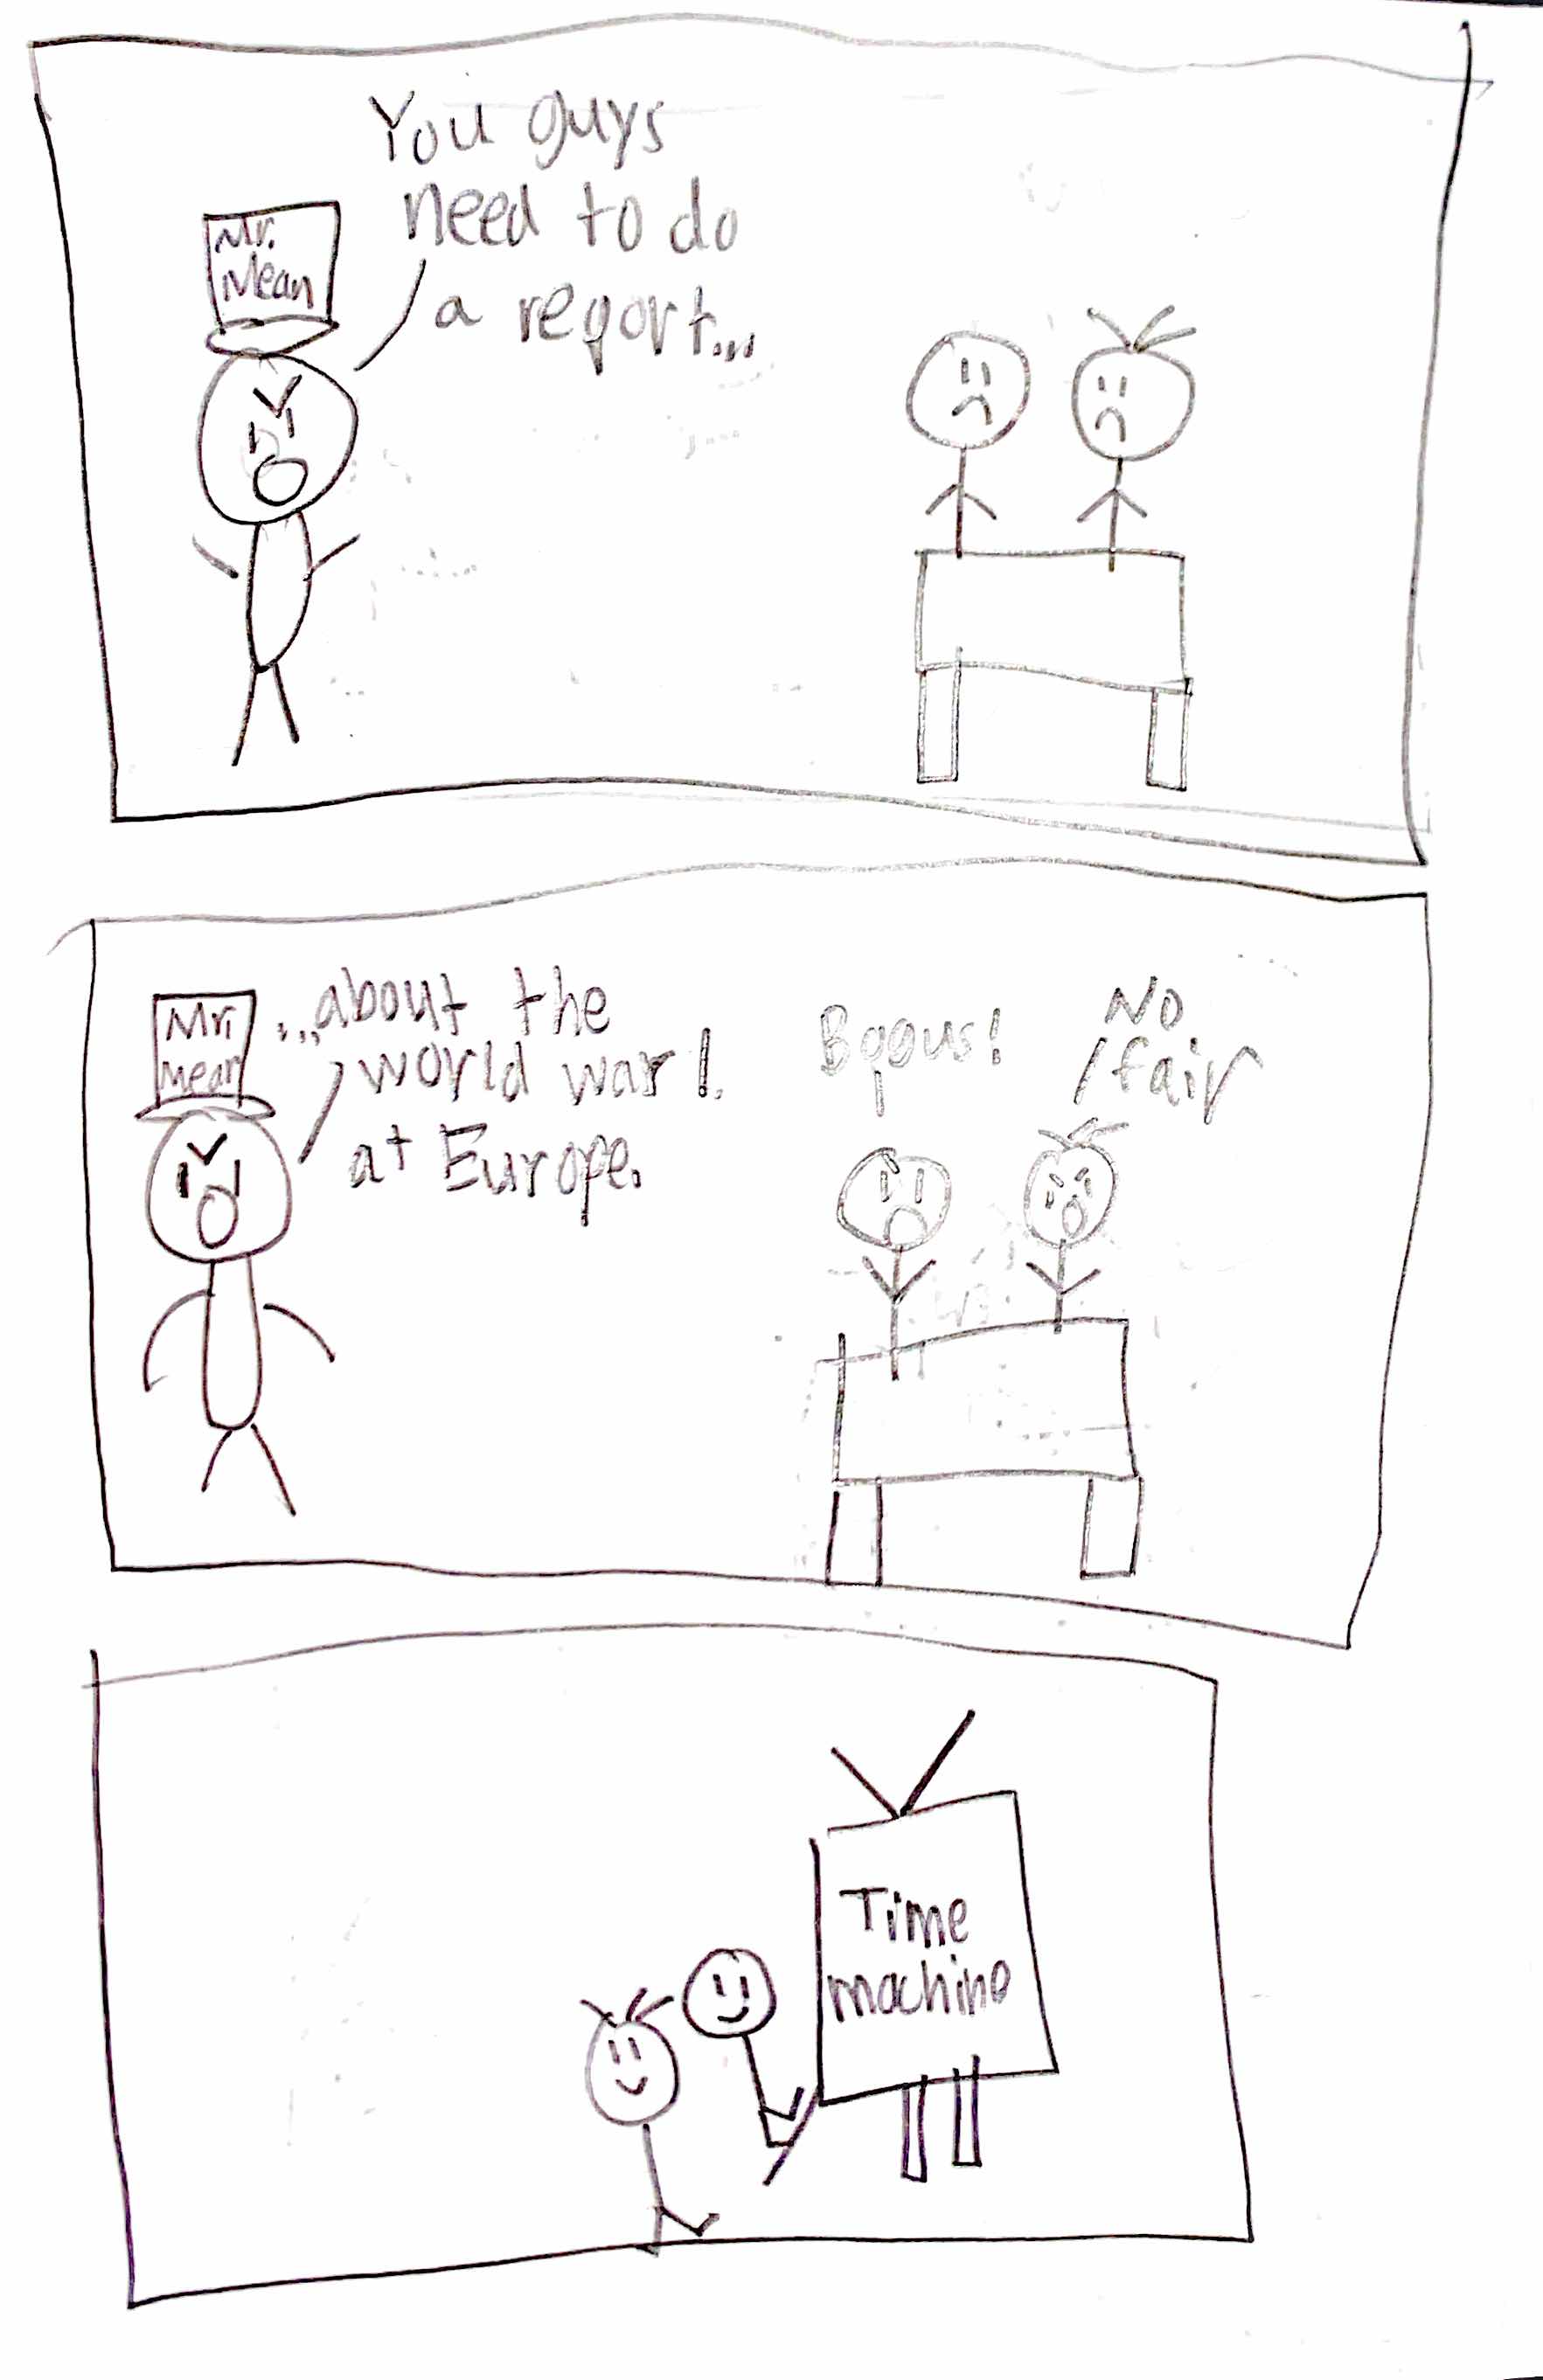 You guys
need to do
a report...
Mr.
Mean
...about the
world war 1.
at Europe.
Mr.
Mean
Bogus!
No
fair
Time
machine